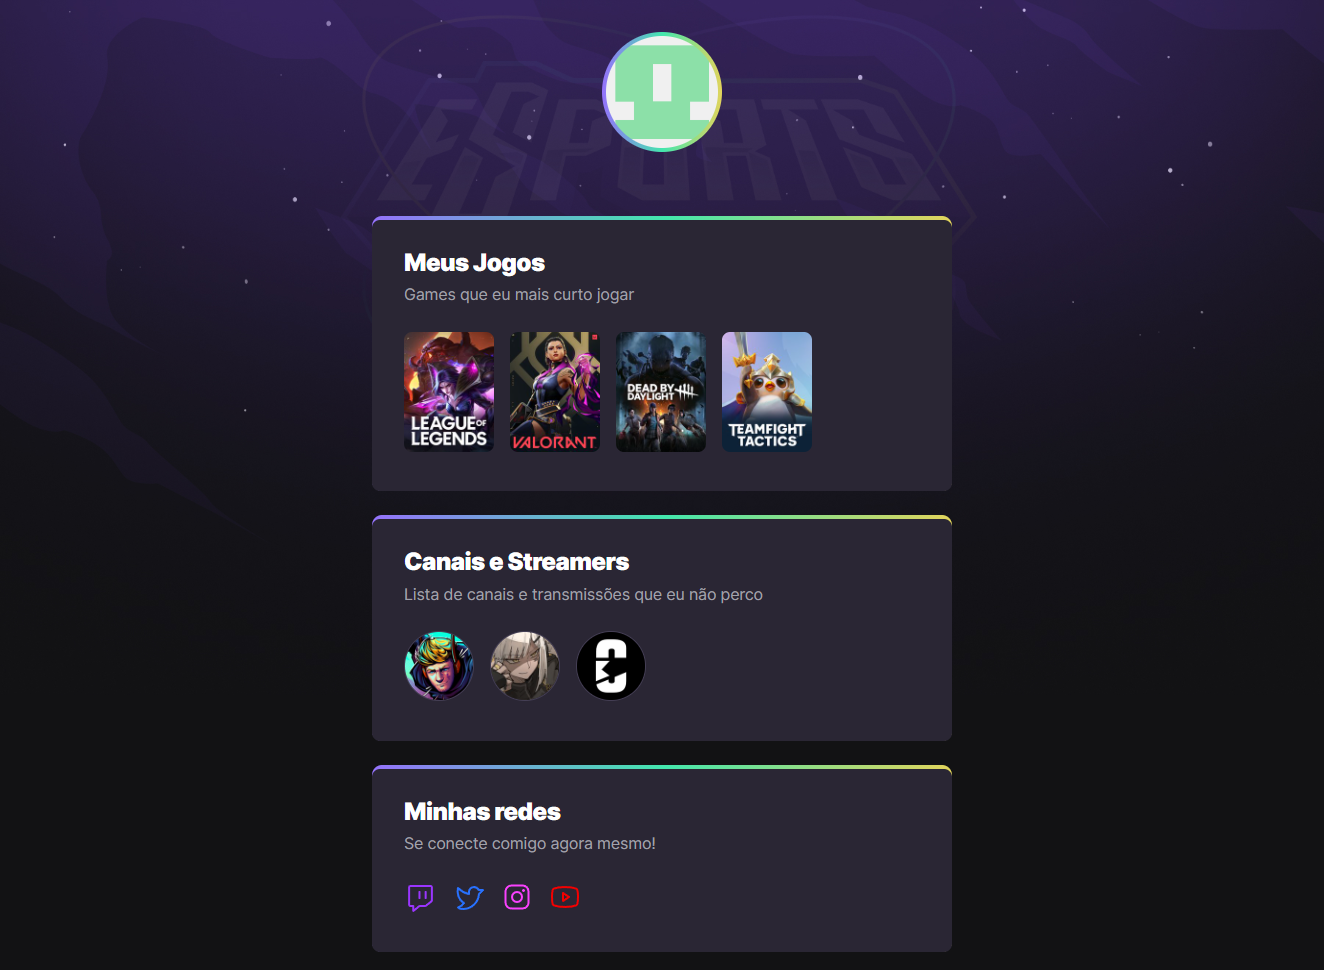 ESPORTS
Meus Jogos
Games que eu mais curto jogar
LEAGUE OF
LEGENDS
VALORANT
DEAD BY
DAYLIGHT
TEAMFIGHT
TACTICS
Canais e Streamers
Lista de canais e transmissões que eu não perco
Minhas redes
Se conecte comigo agora mesmo!